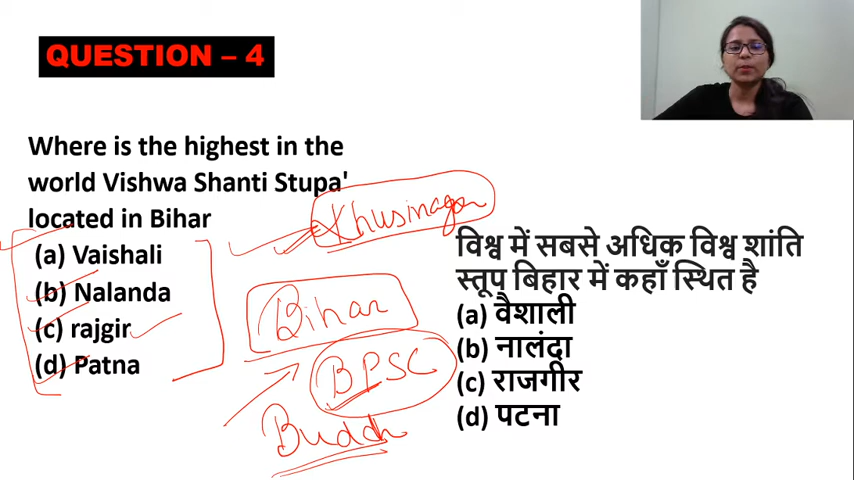 QUESTION – 4
Where is the highest in the
world Vishwa Shanti Stupa'
located in Bihar
(a) Vaishali
(b) Nalanda
(c) rajgir
(d) Patna
Khusinagar
Bihar
BPSC
Buddh
विश्व में सबसे अधिक विश्व शांति
स्तूप बिहार में कहाँ स्थित है
(a) वैशाली
(b) नालंदा
(c) राजगीर
(d) पटना